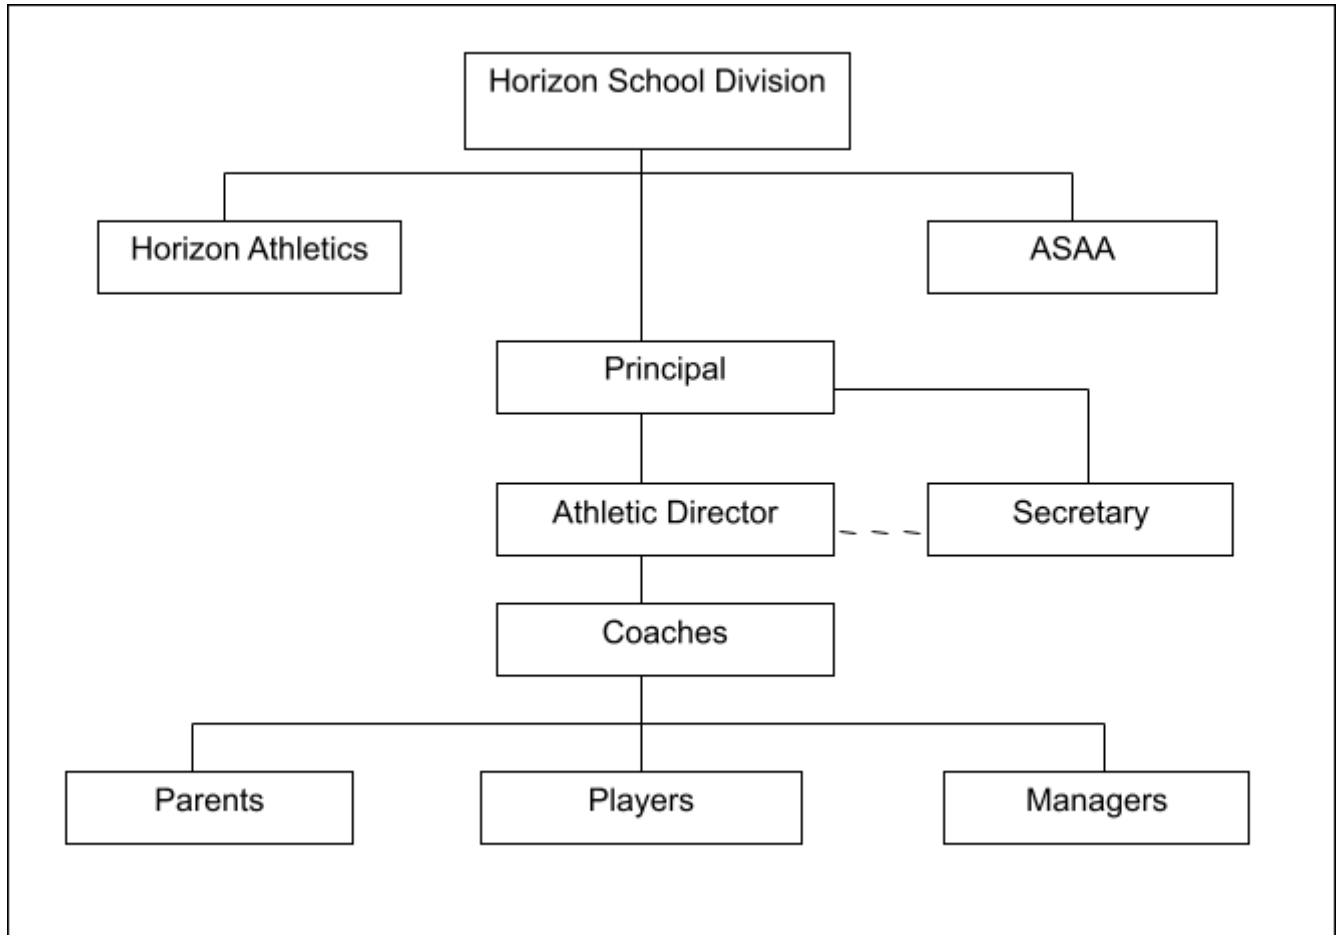 Horizon School Division
Horizon Athletics
ASAA
Principal
Athletic Director
Secretary
Coaches
Parents
Players
Managers